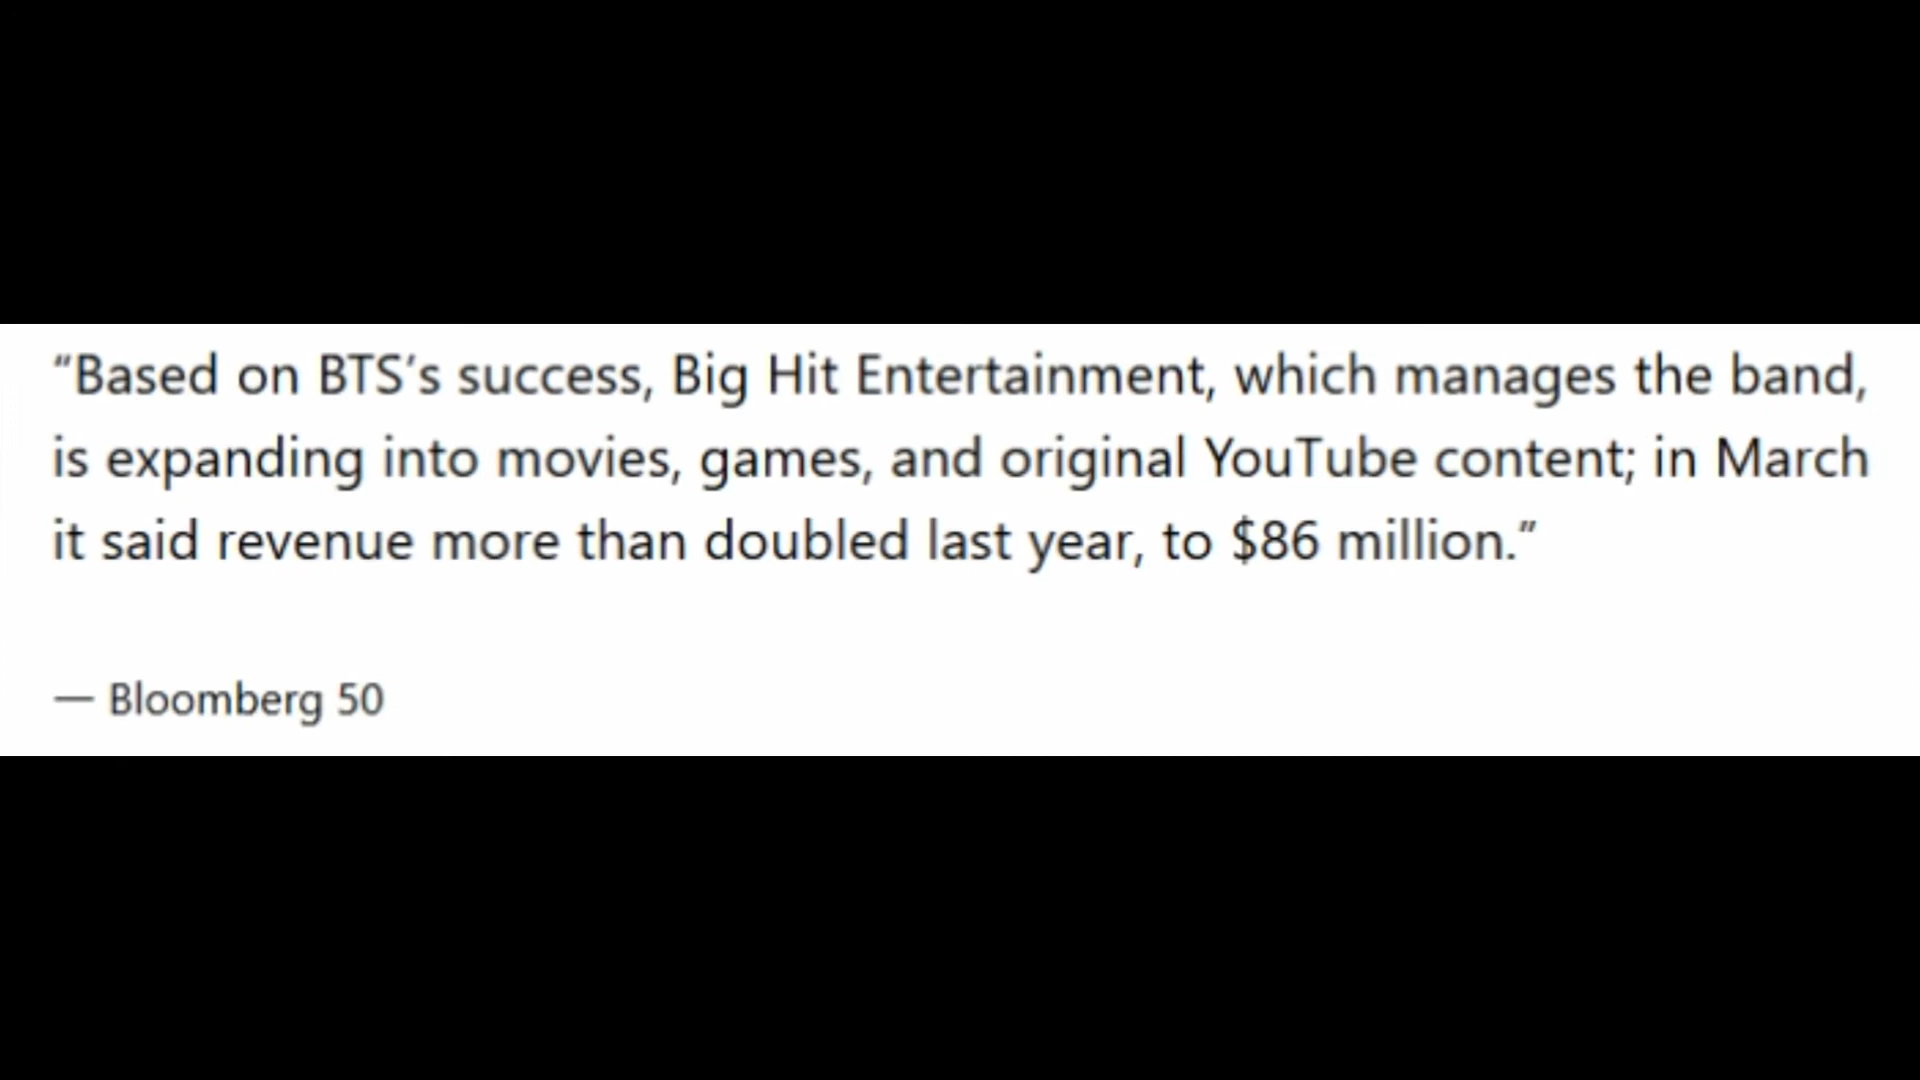 “Based on BTS’s success, Big Hit Entertainment, which manages the band,
is expanding into movies, games, and original YouTube content; in March
it said revenue more than doubled last year, to $86 million.”
— Bloomberg 50